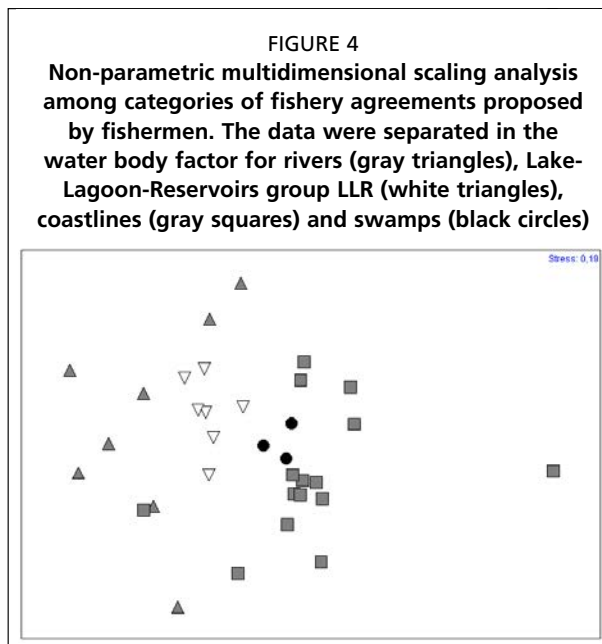 FIGURE 4
Non-parametric multidimensional scaling analysis
among categories of fishery agreements proposed
by fishermen. The data were separated in the
water body factor for rivers (gray triangles), Lake-
Lagoon-Reservoirs group LLR (white triangles),
coastlines (gray squares) and swamps (black circles)
Stress: 0,19